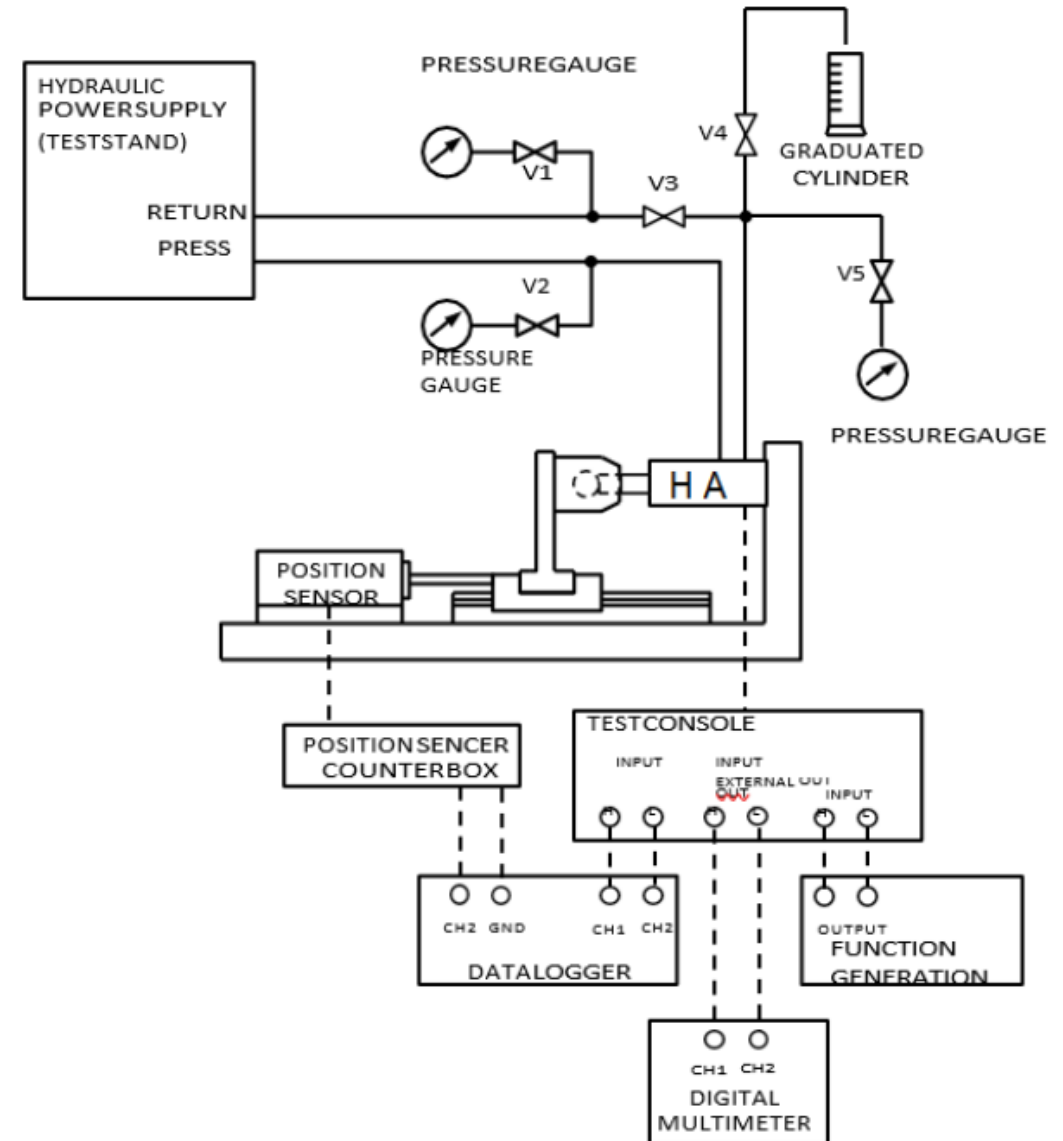 PRESSUREGAUGE
HYDRAULIC
POWERSUPPLY
(TESTSTAND)
V4
GRADUATED
CYLINDER
V1
V3
RETURN
PRESS
V5
V2
PRESSURE
GAUGE
PRESSUREGAUGE
H A
POSITION
SENSOR
TESTCONSOLE
POSITIONSENCER
COUNTERBOX
INPUT
INPUT
EXTERNAL OUT
OUT
INPUT
H L H L H L
CH2 GND
CH1 CH2
DATALOGGER
OUTPUT
FUNCTION
GENERATION
CH1 CH2
DIGITAL
MULTIMETER